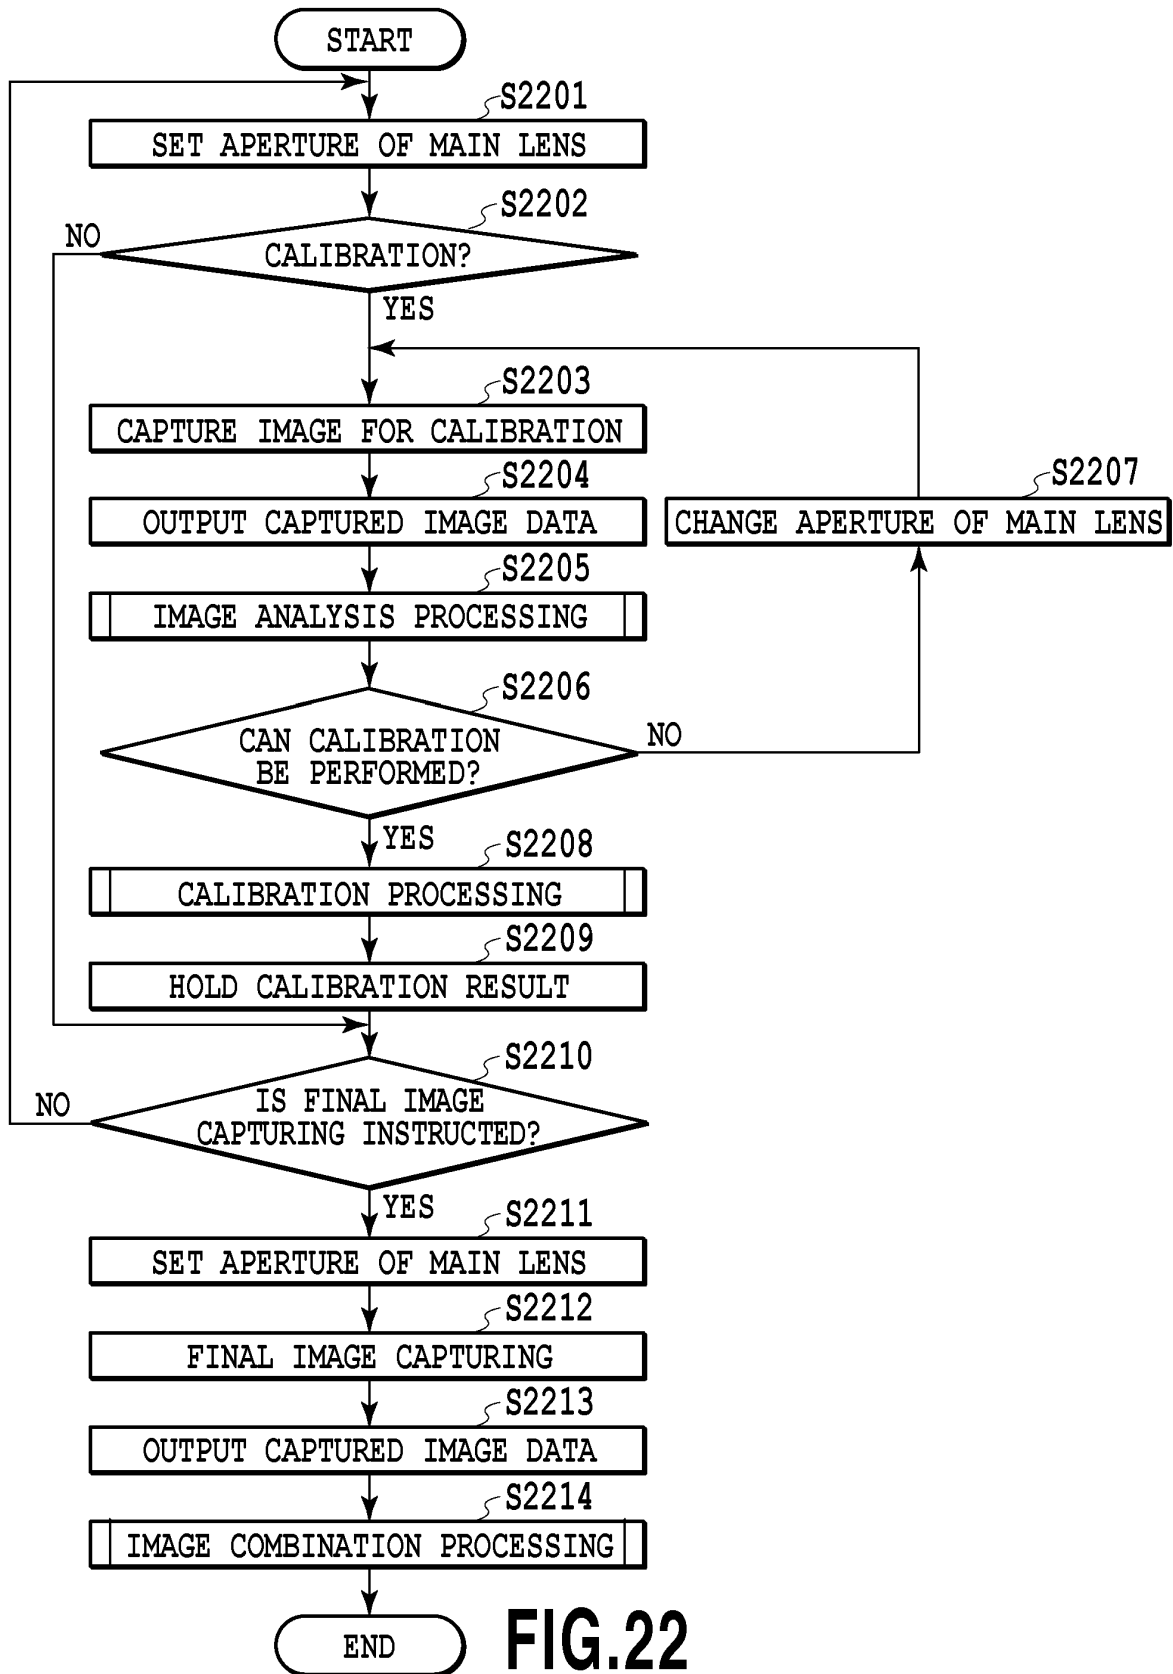 START
S2201
SET APERTURE OF MAIN LENS
S2202
NO
CALIBRATION?
YES
S2203
CAPTURE IMAGE FOR CALIBRATION
S2204
OUTPUT CAPTURED IMAGE DATA
S2207
CHANGE APERTURE OF MAIN LENS
S2205
IMAGE ANALYSIS PROCESSING
S2206
CAN CALIBRATION
BE PERFORMED?
NO
YES
S2208
CALIBRATION PROCESSING
S2209
HOLD CALIBRATION RESULT
S2210
NO
IS FINAL IMAGE
CAPTURING INSTRUCTED?
YES
S2211
SET APERTURE OF MAIN LENS
S2212
FINAL IMAGE CAPTURING
S2213
OUTPUT CAPTURED IMAGE DATA
S2214
IMAGE COMBINATION PROCESSING
END
FIG.22